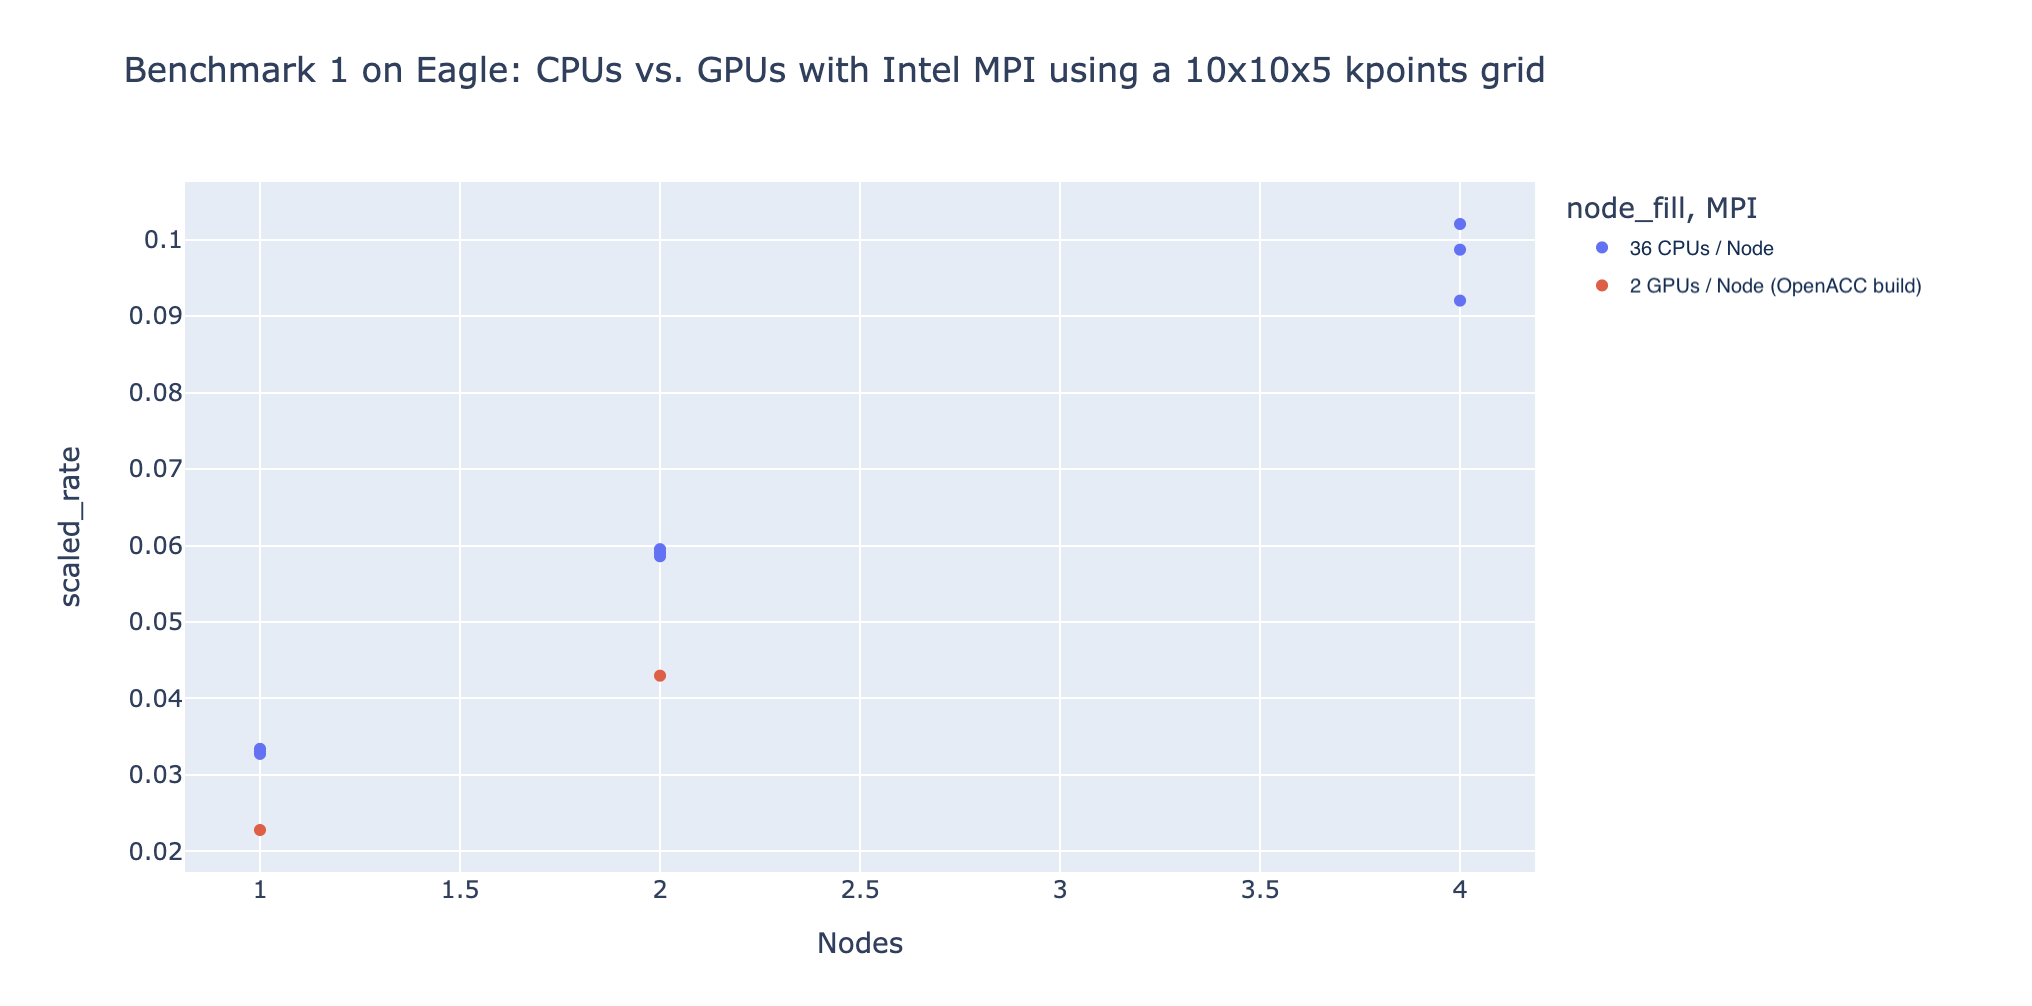 Benchmark 1 on Eagle: CPUs vs. GPUs with Intel MPI using a 10x10x5 kpoints grid
node_fill, MPI
36 CPUs / Node
2 GPUs / Node (OpenACC build)
scaled_rate
0.1
0.09
0.08
0.07
0.06
0.05
0.04
0.03
0.02
1 1.5 2 2.5 3 3.5 4
Nodes